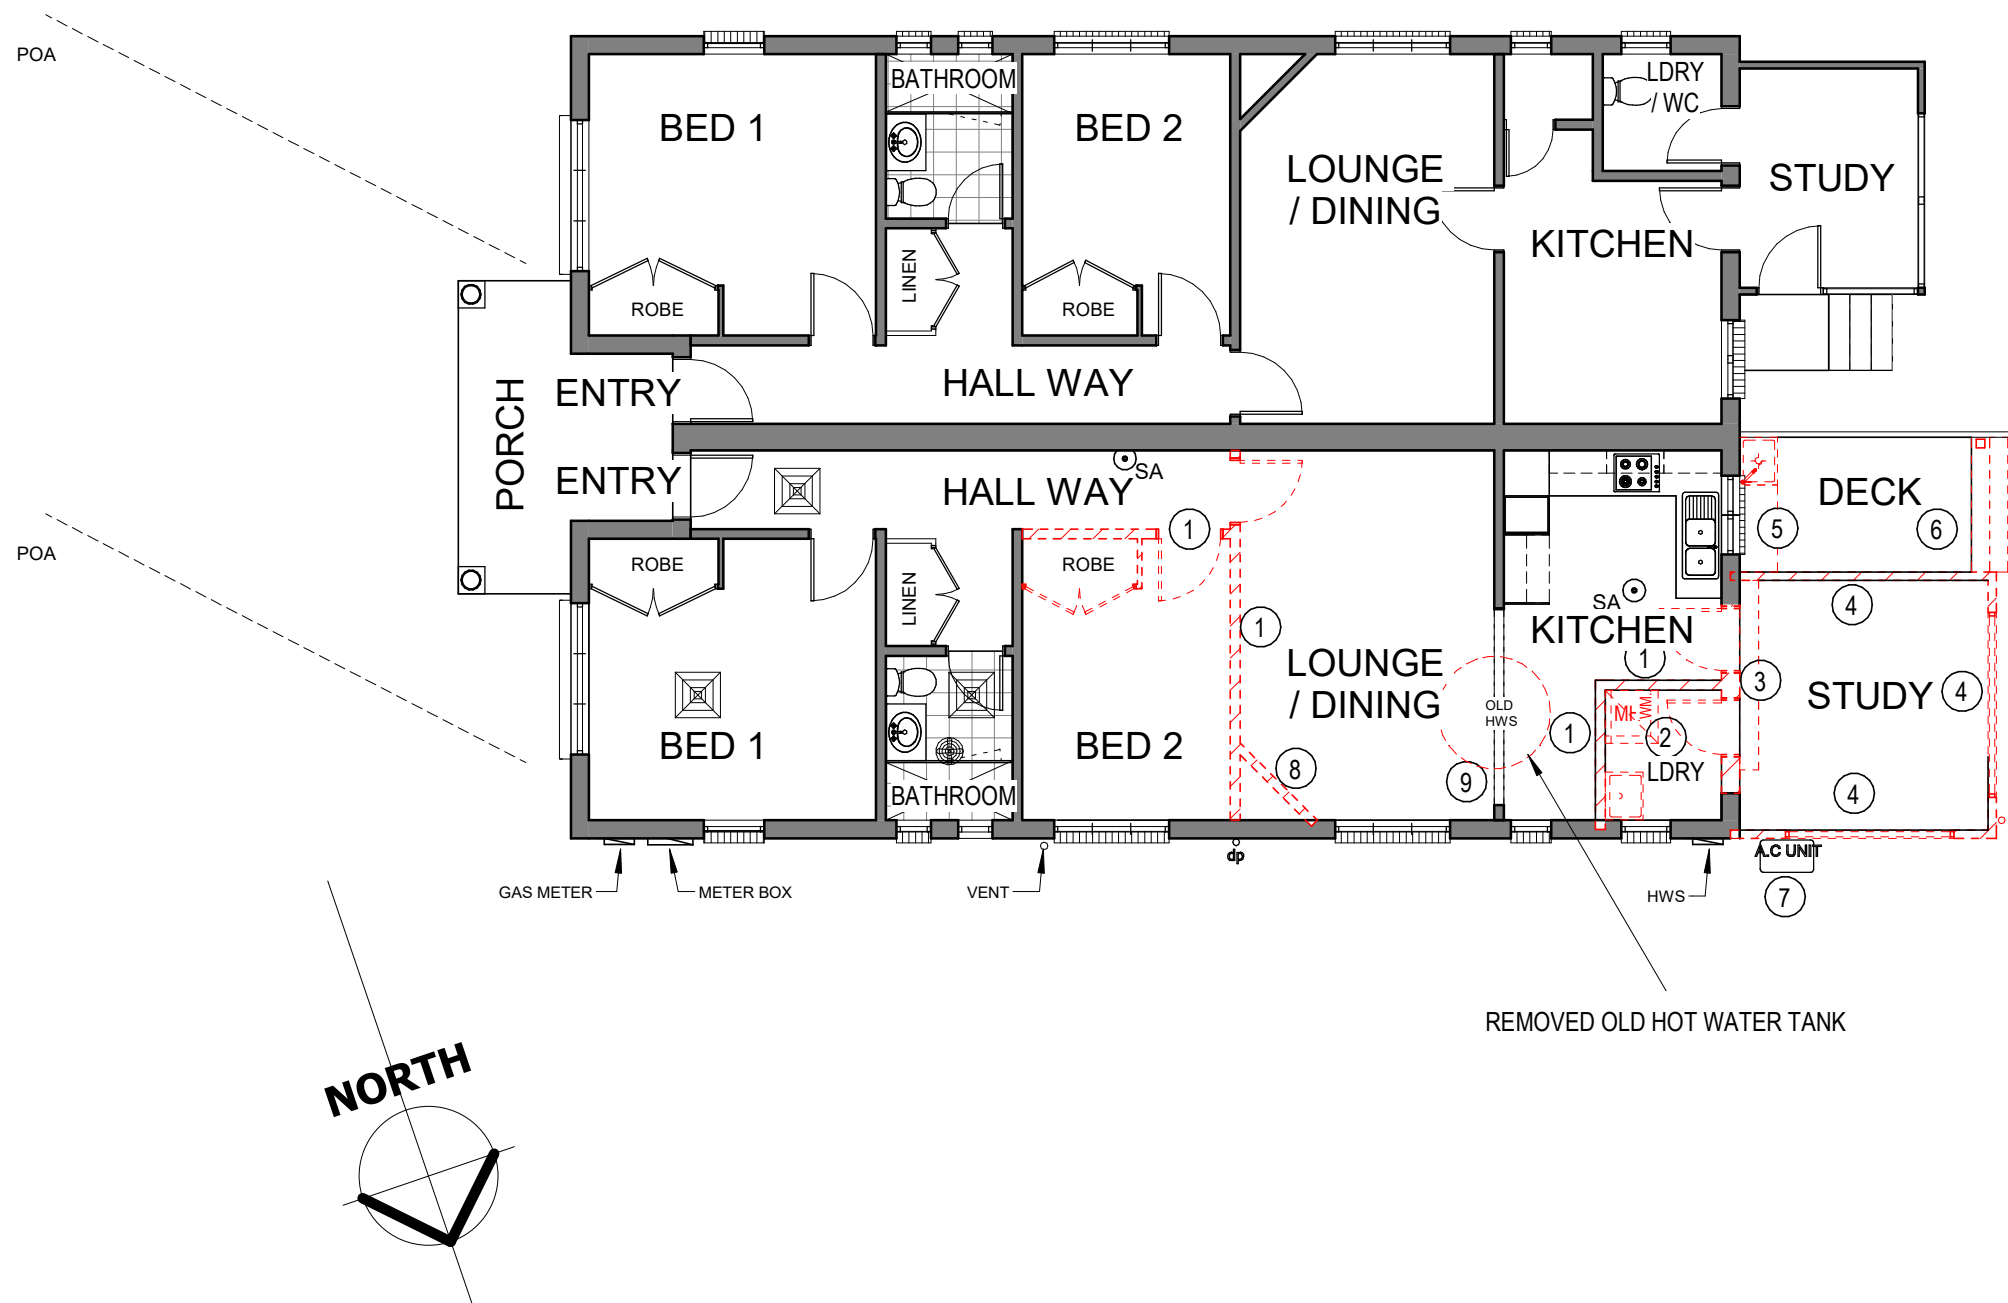 POA
BATHROOM
LDRY
/ WC
BED 1
BED 2
LOUNGE
/ DINING
STUDY
KITCHEN
LINEN
ROBE
ROBE
HALL WAY
ENTRY
PORCH
ENTRY
HALL WAY
SA
DECK
1
5
6
POA
ROBE
ROBE
LINEN
SA
4
1
KITCHEN
1
LOUNGE
/ DINING
3
STUDY
4
OLD
HWS
MH
WM
1
2
BED 1
BED 2
8
9
LDRY
4
BATHROOM
dp
A.C UNIT
GAS METER
METER BOX
VENT
HWS
7
REMOVED OLD HOT WATER TANK
NORTH